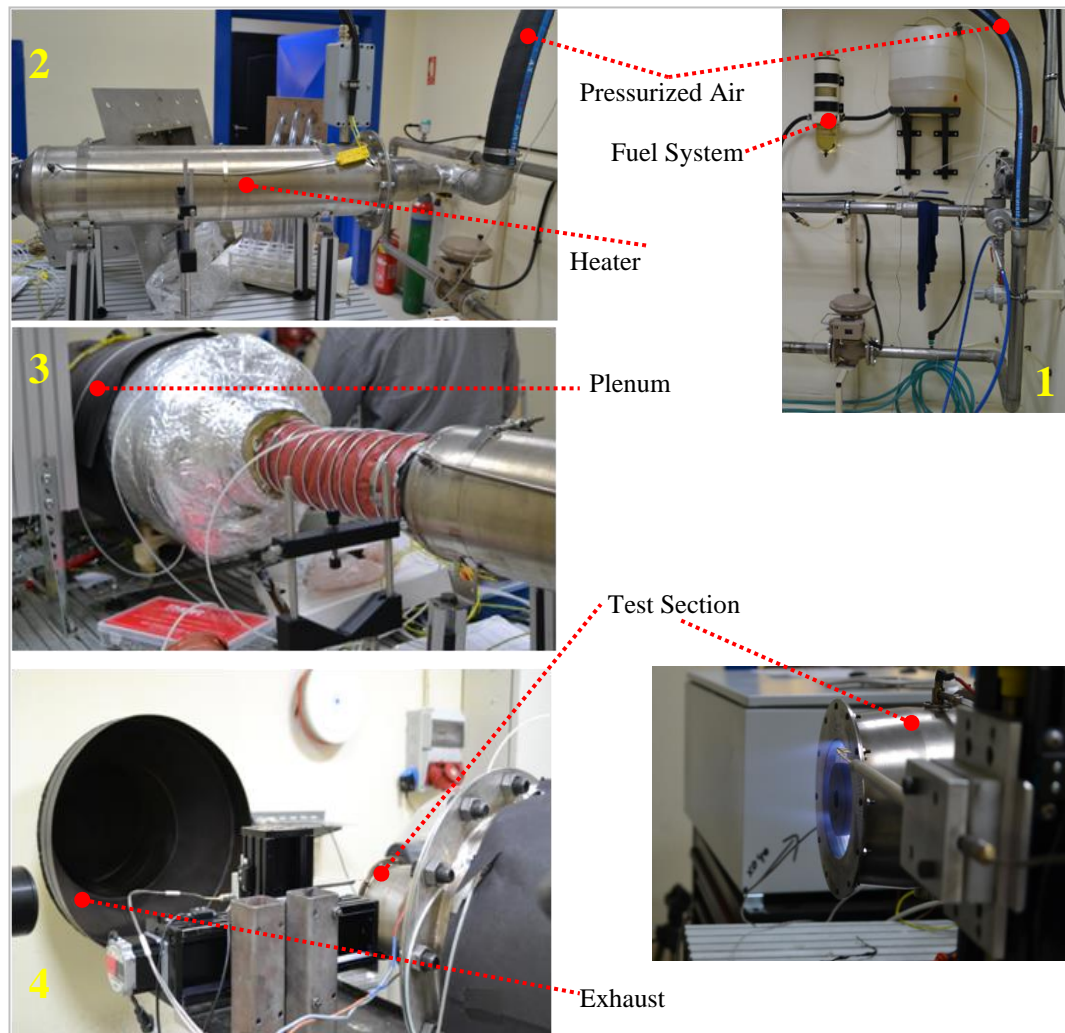 2
Pressurized Air
Fuel System
Heater
1
3
Plenum
Test Section
4
Exhaust